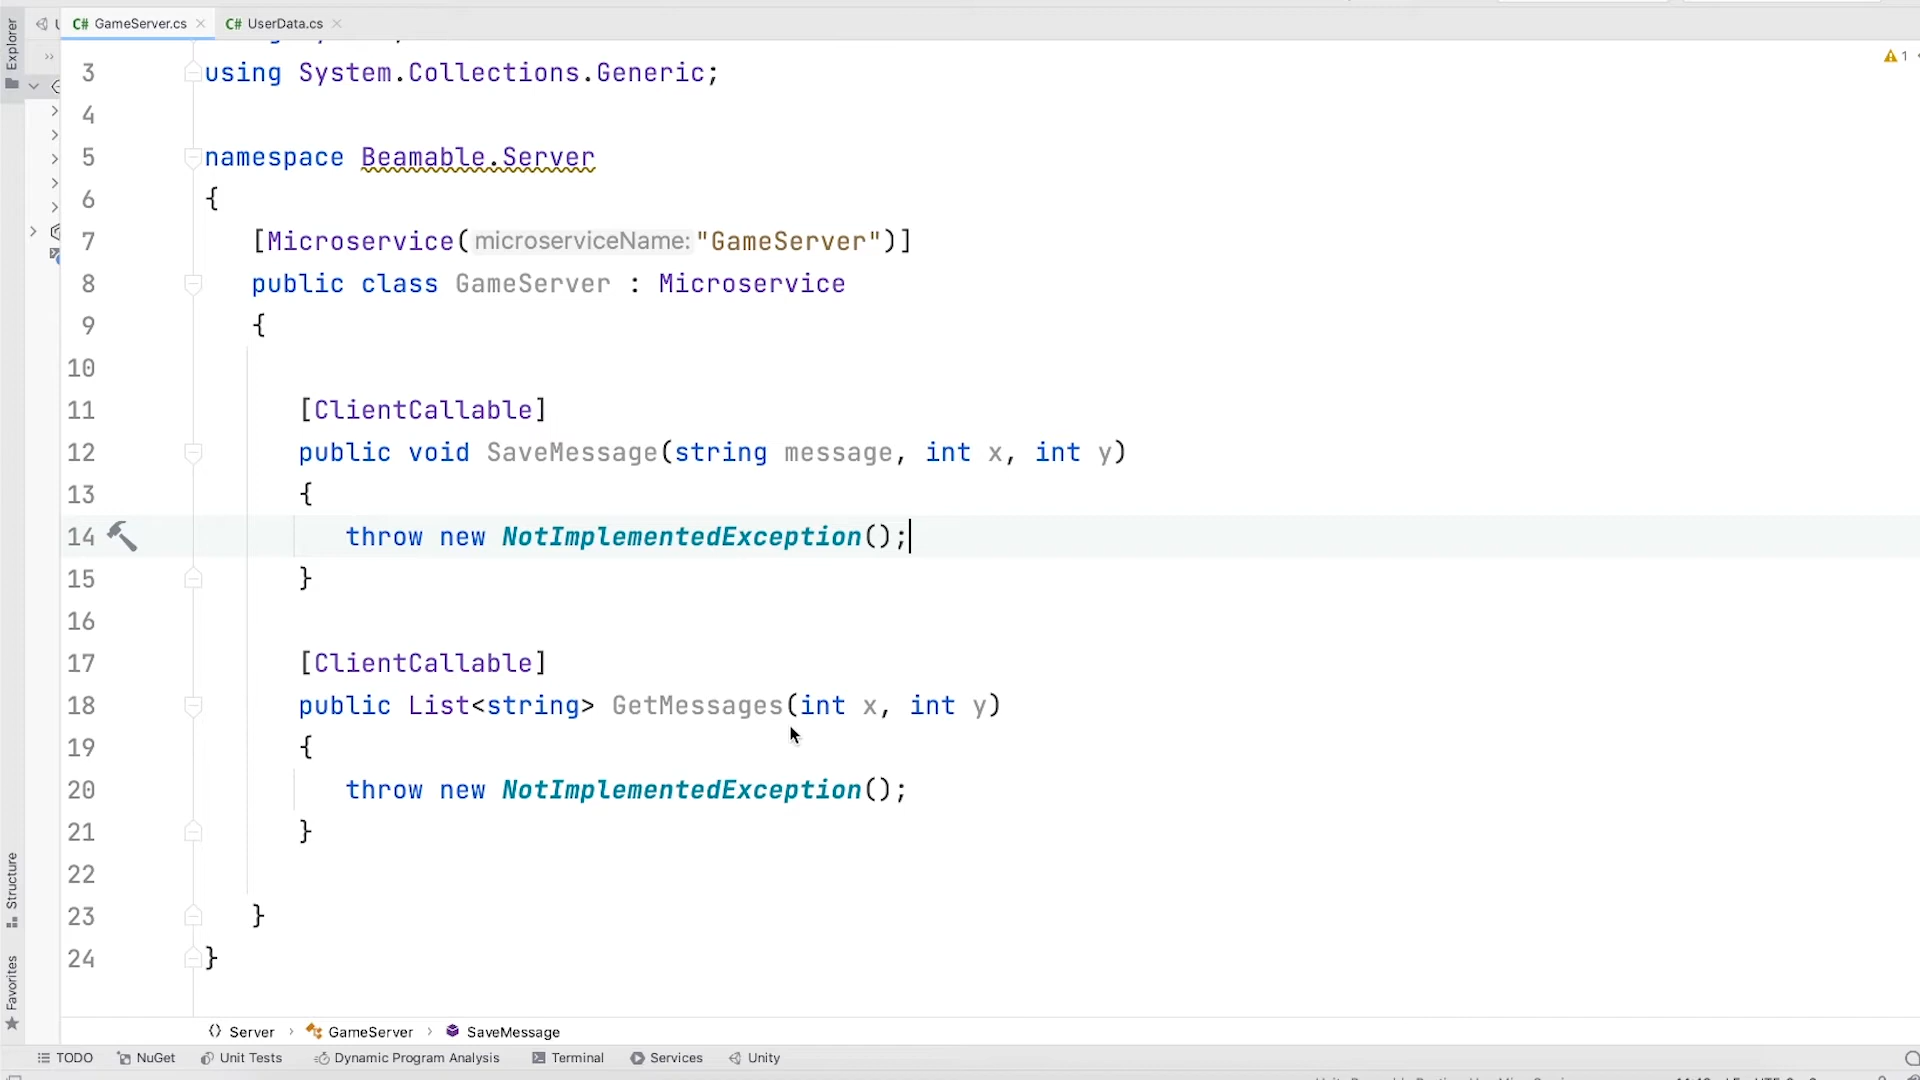 Explorer
GameServer.cs
UserData.cs
3 using System.Collections.Generic;
4
5 namespace Beamable.Server
6 {
7 [Microservice(microserviceName:"GameServer")]
8 public class GameServer : Microservice
9 {
10
11 [ClientCallable]
12 public void SaveMessage(string message, int x, int y)
13 {
14 throw new NotImplementedException();
15 }
16
17 [ClientCallable]
18 public List<string> GetMessages(int x, int y)
19 {
20 throw new NotImplementedException();
21 }
22
23 }
24 }
1
Structure
Favorites
Server › GameServer › SaveMessage
TODO NuGet Unit Tests Dynamic Program Analysis Terminal Services Unity